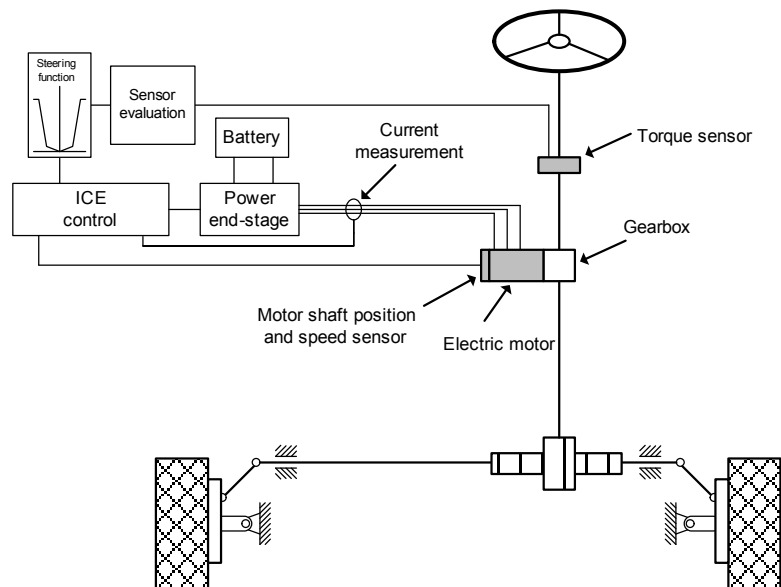 Steering
function
Sensor
evaluation
Battery
Current
measurement
Torque sensor
ICE
control
Power
end-stage
Gearbox
Motor shaft position
and speed sensor
Electric motor